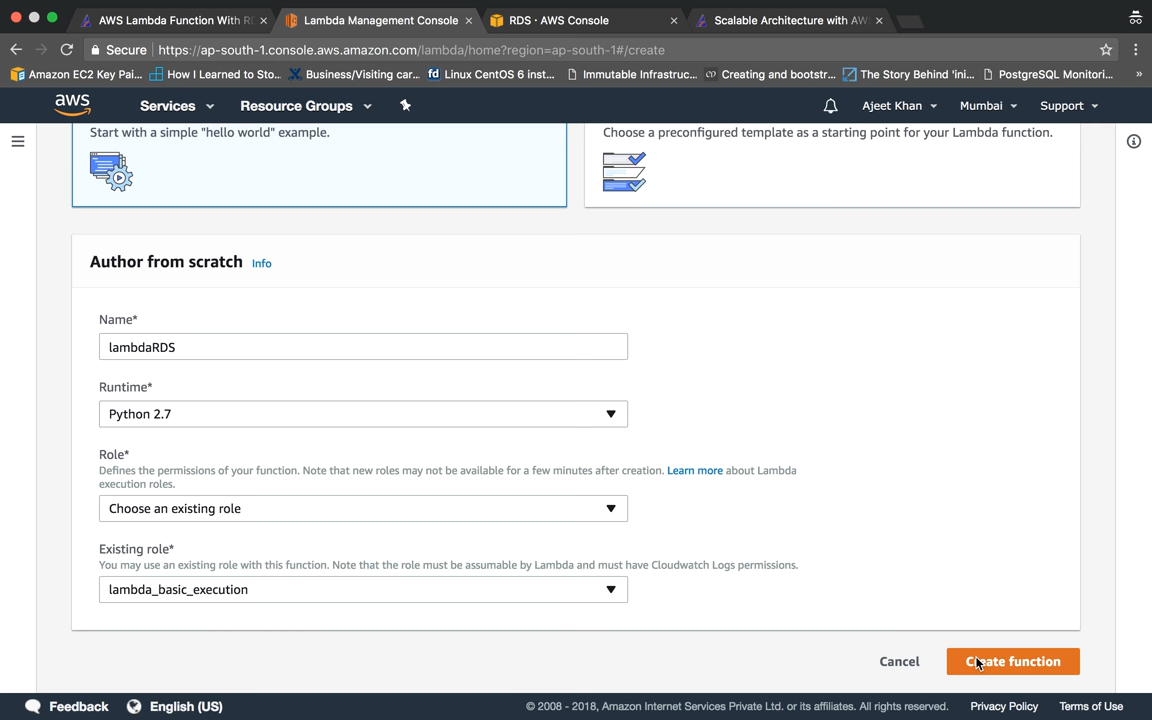 AWS Lambda Function With RD
Lambda Management Console
RDS · AWS Console
Scalable Architecture with AW
Secure
https://ap-south-1.console.aws.amazon.com/lambda/home?region=ap-south-1#/create
Amazon EC2 Key Pai...
How I Learned to Sto...
Business/Visiting car...
fd Linux CentOS 6 inst...
Immutable Infrastruc...
Creating and bootstr...
The Story Behind 'ini...
PostgreSQL Monitori...
»
aws
Services
Resource Groups
Ajeet Khan
Mumbai
Support
Start with a simple "hello world" example.
Choose a preconfigured template as a starting point for your Lambda function.
Author from scratch Info
Name*
lambdaRDS
Runtime*
Python 2.7
Role*
Defines the permissions of your function. Note that new roles may not be available for a few minutes after creation. Learn more about Lambda
execution roles.
Choose an existing role
Existing role*
You may use an existing role with this function. Note that the role must be assumable by Lambda and must have Cloudwatch Logs permissions.
lambda_basic_execution
Cancel
Create function
Feedback
English (US)
© 2008 - 2018, Amazon Internet Services Private Ltd. or its affiliates. All rights reserved.
Privacy Policy
Terms of Use